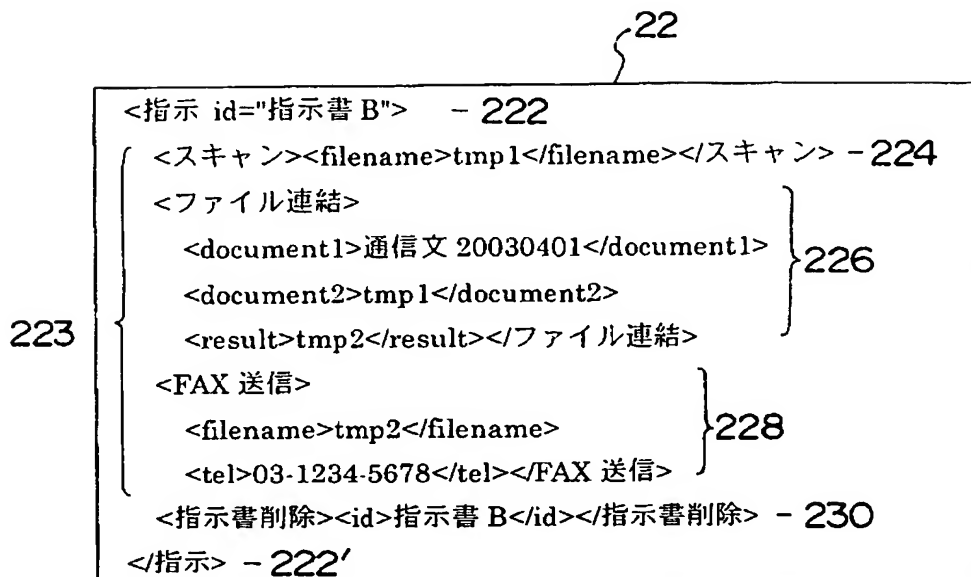 22
<指示 id="指示書 B"> - 222
<スキャン><filename>tmp1</filename></スキャン> - 224
<ファイル連結>
<document1>通信文 20030401</document1>
226
<document2>tmp1</document2>
223
<result>tmp2</result></ファイル連結>
<FAX 送信>
<filename>tmp2</filename>
228
<tel>03-1234-5678</tel></FAX 送信>
<指示書削除><id>指示書 B</id></指示書削除> - 230
</指示> - 222′